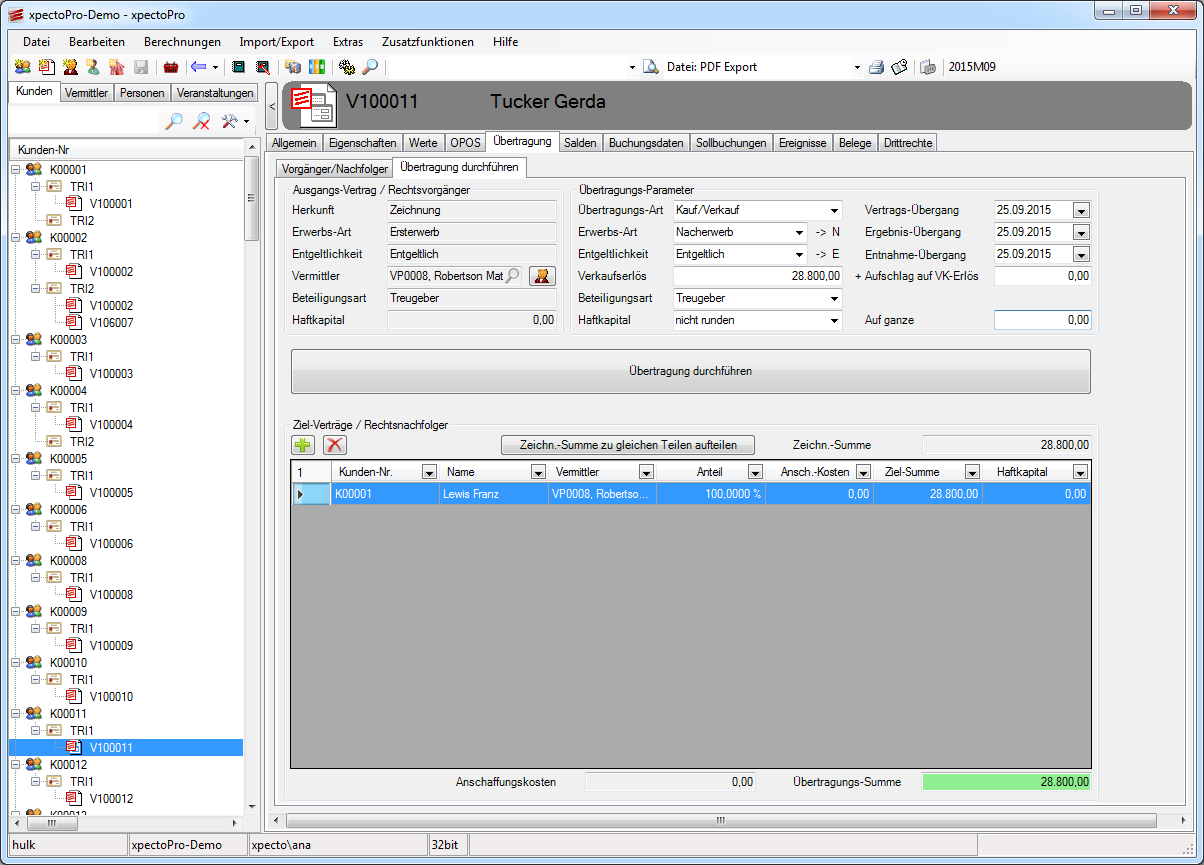 xpectoPro-Demo - xpectoPro
Datei Bearbeiten Berechnungen Import/Export Extras Zusatzfunktionen Hilfe
Datei: PDF Export 2015M09
Kunden Vermittler Personen Veranstaltungen
V100011 Tucker Gerda
Kunden-Nr
K00001
TRI1
V100001
TRI2
K00002
TRI1
V100002
TRI2
V100002
V106007
K00003
TRI1
V100003
K00004
TRI1
V100004
TRI2
K00005
TRI1
V100005
K00006
TRI1
V100006
K00008
TRI1
V100008
K00009
TRI1
V100009
K00010
TRI1
V100010
K00011
TRI1
V100011
K00012
TRI1
V100012
Allgemein Eigenschaften Werte OPOS Übertragung Salden Buchungsdaten Sollbuchungen Ereignisse Belege Drittrechte
Vorgänger/Nachfolger Übertragung durchführen
Ausgangs-Vertrag / Rechtsvorgänger
Herkunft Zeichnung
Erwerbs-Art Ersterwerb
Entgeltlichkeit Entgeltlich
Vermittler VP0008, Robertson Mat
Beteiligungsart Treugeber
Haftkapital 0,00
Übertragungs-Parameter
Übertragungs-Art Kauf/Verkauf Vertrags-Übergang 25.09.2015
Erwerbs-Art Nacherwerb -> N Ergebnis-Übergang 25.09.2015
Entgeltlichkeit Entgeltlich -> E Entnahme-Übergang 25.09.2015
Verkaufserlös 28.800,00 + Aufschlag auf VK-Erlös 0,00
Beteiligungsart Treugeber
Haftkapital nicht runden Auf ganze 0,00
Übertragung durchführen
Ziel-Verträge / Rechtsnachfolger
Zeichn.-Summe zu gleichen Teilen aufteilen Zeichn.-Summe 28.800,00
1 Kunden-Nr. Name Vermittler Anteil Ansch.-Kosten Ziel-Summe Haftkapital
K00001 Lewis Franz VP0008, Robertso... 100,0000 % 0,00 28.800,00 0,00
Anschaffungskosten 0,00 Übertragungs-Summe 28.800,00
hulk xpectoPro-Demo xpecto\ana 32bit